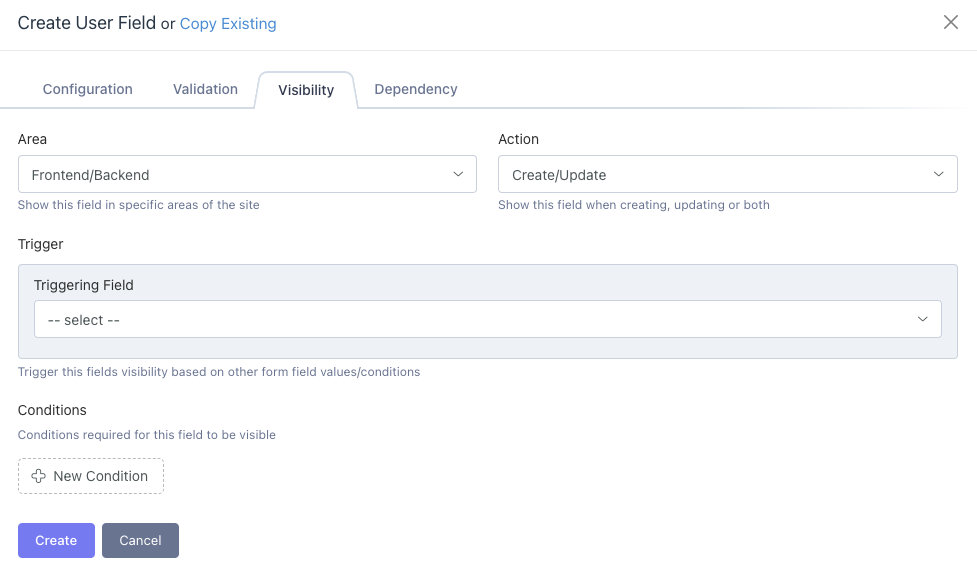 Create User Field or Copy Existing
Configuration Validation Visibility Dependency
Area Action
Frontend/Backend Create/Update
Show this field in specific areas of the site Show this field when creating, updating or both
Trigger
Triggering Field
-- select --
Trigger this fields visibility based on other form field values/conditions
Conditions
Conditions required for this field to be visible
New Condition
Create Cancel